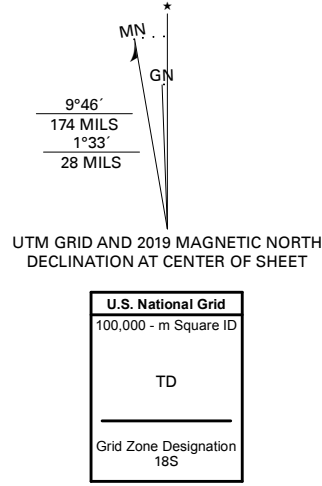 ★
MN
GN
9°46´
174 MILS
1°33´
28 MILS
UTM GRID AND 2019 MAGNETIC NORTH
DECLINATION AT CENTER OF SHEET
U.S. National Grid
100,000 - m Square ID
TD
Grid Zone Designation
18S